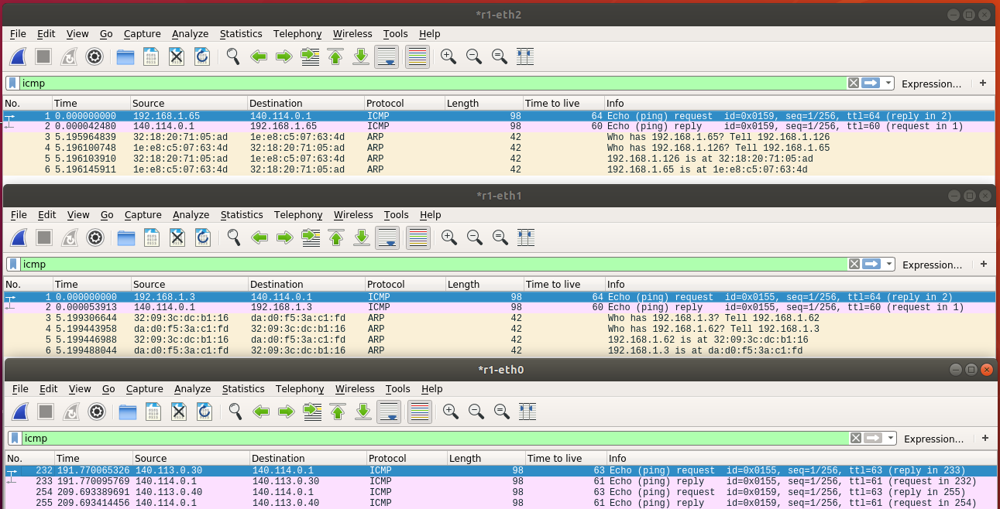 *r1-eth2
File Edit View Go Capture Analyze Statistics Telephony Wireless Tools Help
icmp Expression… +
No. Time Source Destination Protocol Length Time to live Info
1 0.000000000 192.168.1.65 140.114.0.1 ICMP 98 64 Echo (ping) request id=0x0159, seq=1/256, ttl=64 (reply in 2)
2 0.000042480 140.114.0.1 192.168.1.65 ICMP 98 60 Echo (ping) reply id=0x0159, seq=1/256, ttl=60 (request in 1)
3 5.195964839 32:18:20:71:05:ad 1e:e8:c5:07:63:4d ARP 42 Who has 192.168.1.65? Tell 192.168.1.126
4 5.196100748 1e:e8:c5:07:63:4d 32:18:20:71:05:ad ARP 42 Who has 192.168.1.126? Tell 192.168.1.65
5 5.196103910 32:18:20:71:05:ad 1e:e8:c5:07:63:4d ARP 42 192.168.1.126 is at 32:18:20:71:05:ad
6 5.196145911 1e:e8:c5:07:63:4d 32:18:20:71:05:ad ARP 42 192.168.1.65 is at 1e:e8:c5:07:63:4d
*r1-eth1
File Edit View Go Capture Analyze Statistics Telephony Wireless Tools Help
icmp Expression… +
No. Time Source Destination Protocol Length Time to live Info
1 0.000000000 192.168.1.3 140.114.0.1 ICMP 98 64 Echo (ping) request id=0x0155, seq=1/256, ttl=64 (reply in 2)
2 0.000053913 140.114.0.1 192.168.1.3 ICMP 98 60 Echo (ping) reply id=0x0155, seq=1/256, ttl=60 (request in 1)
3 5.199306644 32:09:3c:dc:b1:16 da:d0:f5:3a:c1:fd ARP 42 Who has 192.168.1.3? Tell 192.168.1.62
4 5.199443958 da:d0:f5:3a:c1:fd 32:09:3c:dc:b1:16 ARP 42 Who has 192.168.1.62? Tell 192.168.1.3
5 5.199446988 32:09:3c:dc:b1:16 da:d0:f5:3a:c1:fd ARP 42 192.168.1.62 is at 32:09:3c:dc:b1:16
6 5.199488044 da:d0:f5:3a:c1:fd 32:09:3c:dc:b1:16 ARP 42 192.168.1.3 is at da:d0:f5:3a:c1:fd
*r1-eth0
File Edit View Go Capture Analyze Statistics Telephony Wireless Tools Help
icmp Expression… +
No. Time Source Destination Protocol Length Time to live Info
232 191.770065326 140.113.0.30 140.114.0.1 ICMP 98 63 Echo (ping) request id=0x0155, seq=1/256, ttl=63 (reply in 233)
233 191.770095769 140.114.0.1 140.113.0.30 ICMP 98 61 Echo (ping) reply id=0x0155, seq=1/256, ttl=61 (request in 232)
254 209.693389691 140.113.0.40 140.114.0.1 ICMP 98 63 Echo (ping) request id=0x0159, seq=1/256, ttl=63 (reply in 255)
255 209.693414456 140.114.0.1 140.113.0.40 ICMP 98 61 Echo (ping) reply id=0x0159, seq=1/256, ttl=61 (request in 254)